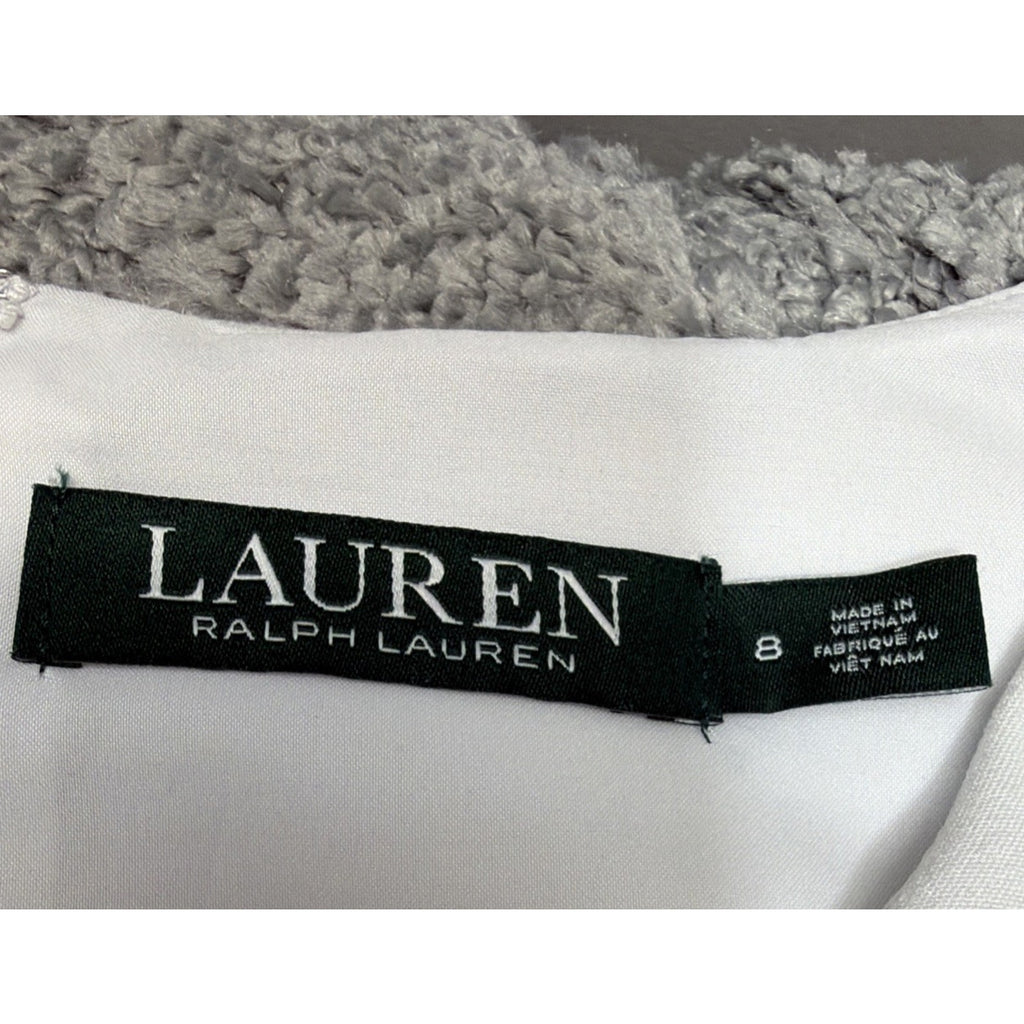 LAUREN
RALPH LAUREN
8
MADE IN
VIETNAM
FABRIQUÉ AU
VIÊT NAM